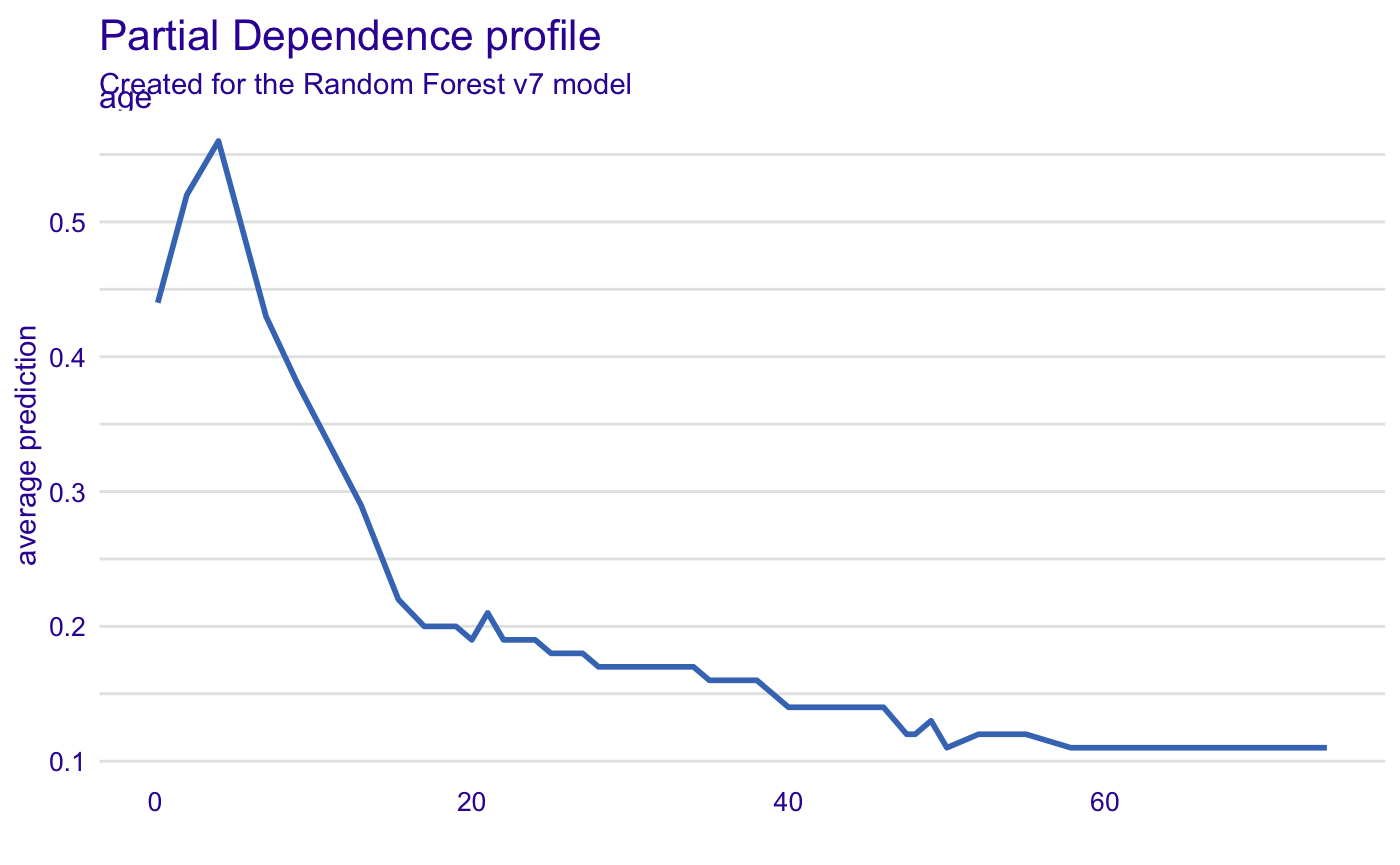 Partial Dependence profile
Created for the Random Forest v7 model
age
average prediction
0.5
0.4
0.3
0.2
0.1
0 20 40 60